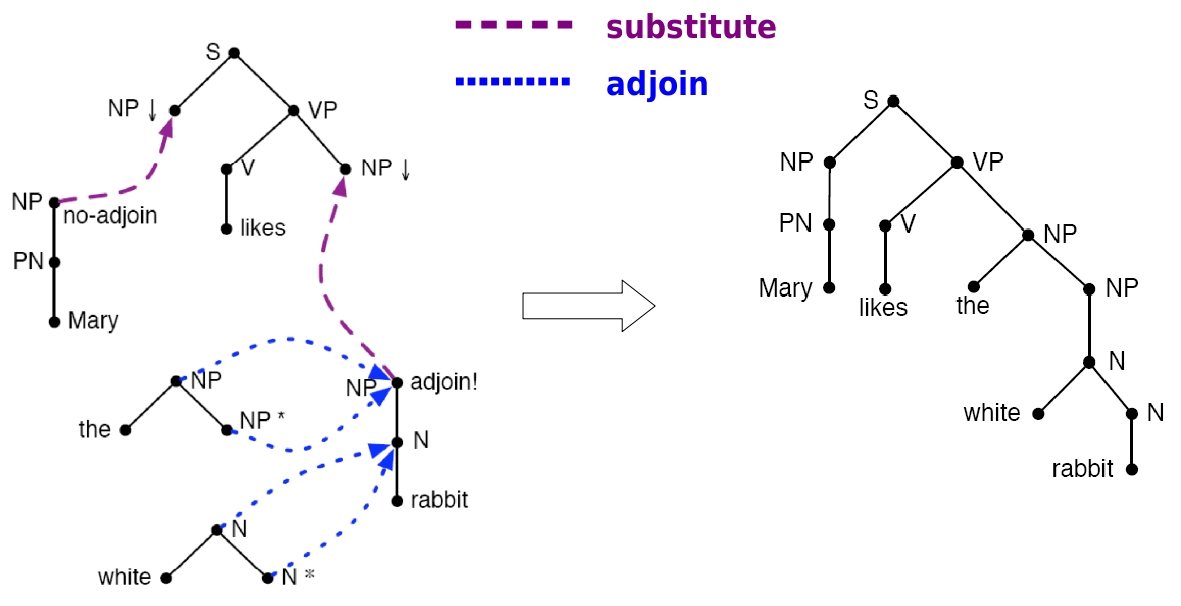 substitute
adjoin
S
NP ↓
VP
V
NP ↓
likes
NP
no-adjoin
PN
Mary
NP
the
NP *
NP
adjoin!
N
rabbit
N
white
N *
S
NP
VP
PN
V
NP
Mary
likes
the
NP
N
white
N
rabbit